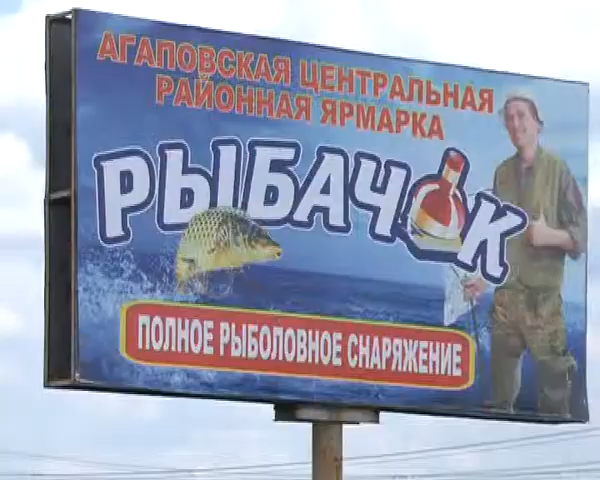 АГАПОВСКАЯ ЦЕНТРАЛЬНАЯ
РАЙОННАЯ ЯРМАРКА
РЫБАЧОК
ПОЛНОЕ РЫБОЛОВНОЕ СНАРЯЖЕНИЕ